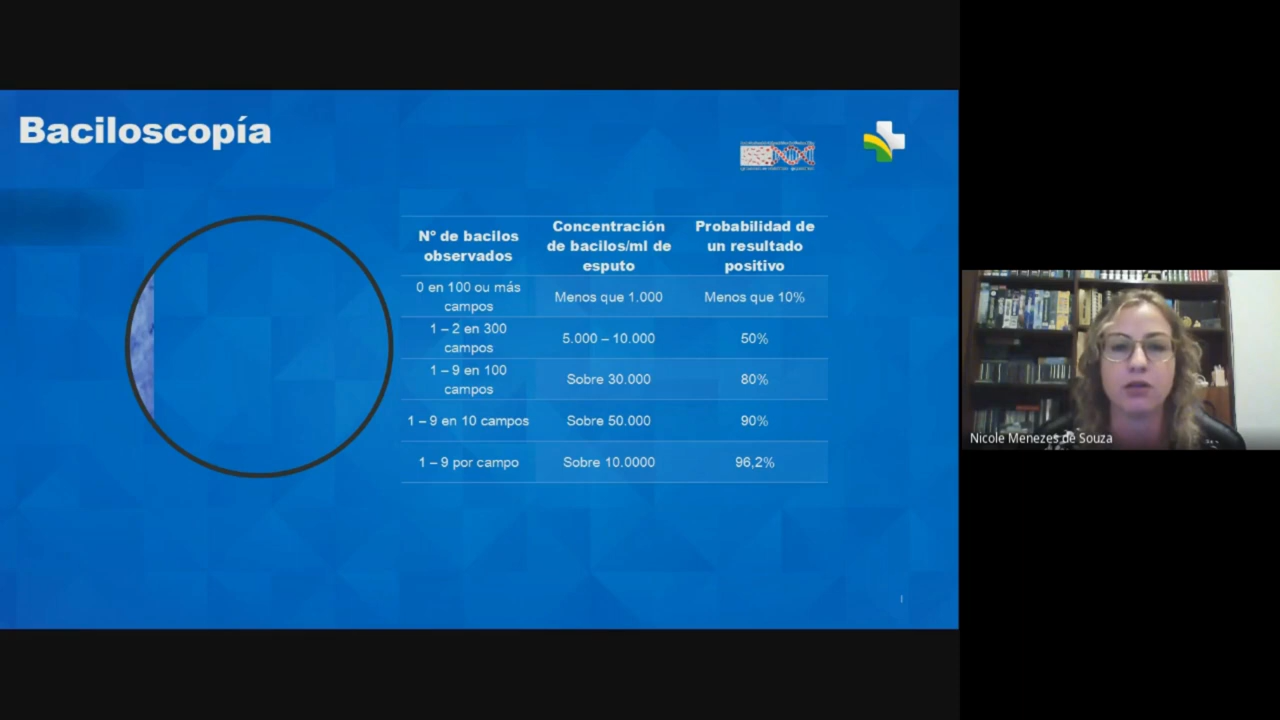 Baciloscopía
Nº de bacilos
observados
Concentración
de bacilos/ml de
esputo
Probabilidad de
un resultado
positivo
0 en 100 ou más
campos
Menos que 1.000
Menos que 10%
1 – 2 en 300
campos
5.000 – 10.000
50%
1 – 9 en 100
campos
Sobre 30.000
80%
1 – 9 en 10 campos
Sobre 50.000
90%
1 – 9 por campo
Sobre 10.0000
96,2%
Nicole Menezes de Souza